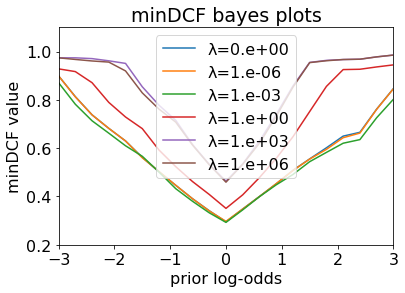 minDCF bayes plots
minDCF value
1.0
0.8
0.6
0.4
0.2
λ=0.e+00
λ=1.e-06
λ=1.e-03
λ=1.e+00
λ=1.e+03
λ=1.e+06
−3 −2 −1 0 1 2 3
prior log-odds